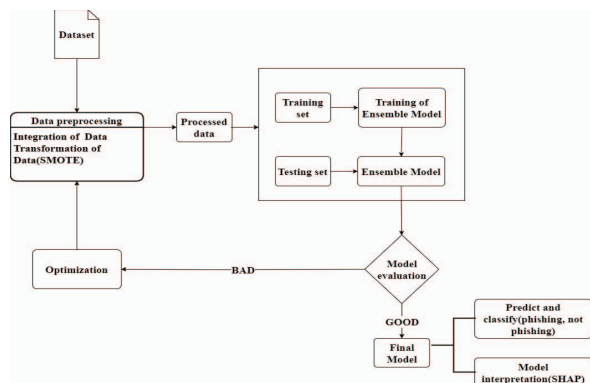 Dataset
Data preprocessing
Integration of Data
Transformation of
Data(SMOTE)
Processed
data
Training
set
Training of
Ensemble Model
Testing set
Ensemble Model
Model
evaluation
BAD
Optimization
GOOD
Final
Model
Predict and
classify(phishing, not
phishing)
Model
interpretation(SHAP)